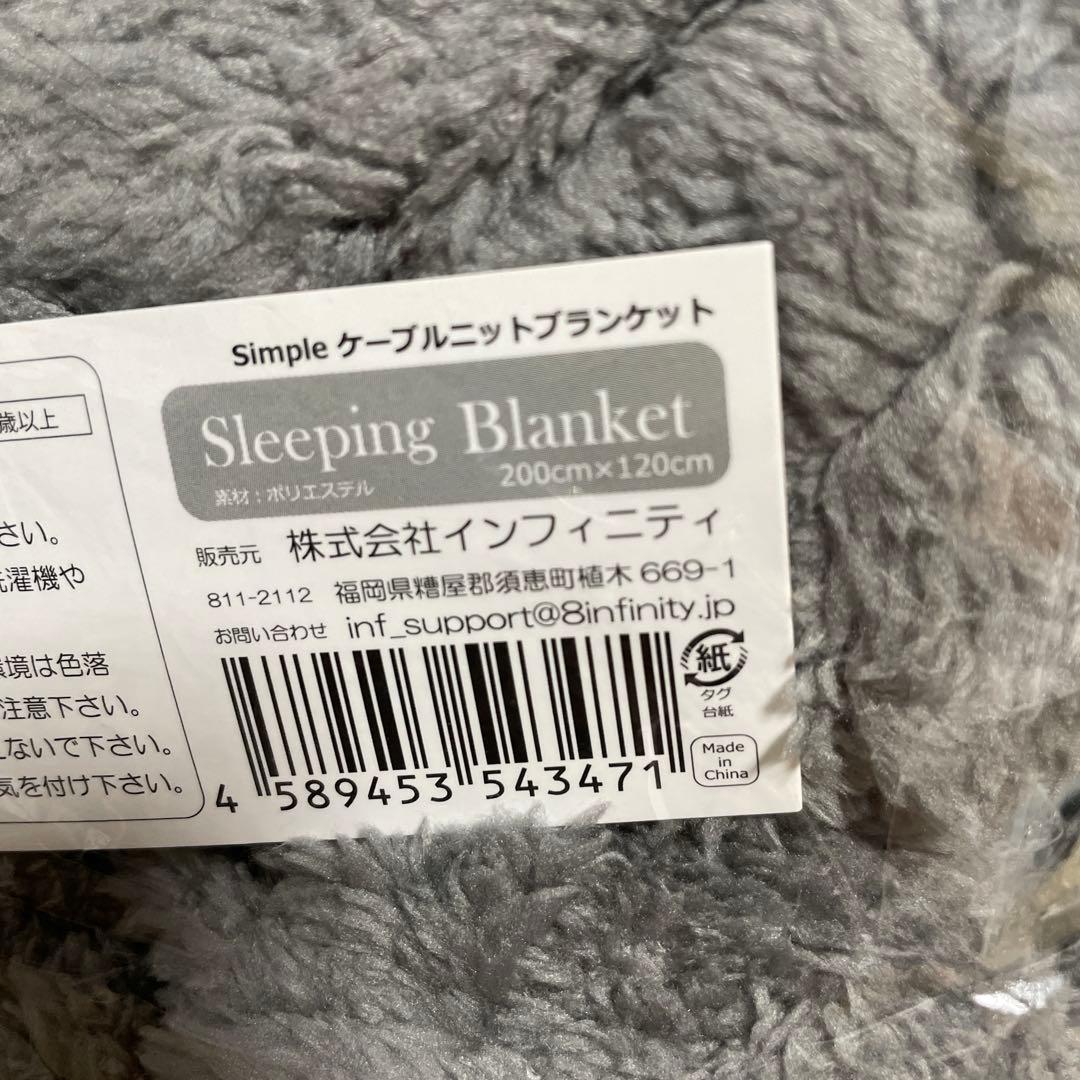 Simple ケーブルニットブランケット
Sleeping Blanket
200cm×120cm
素材：ポリエステル
販売元 株式会社インフィニティ
811-2112 福岡県糟屋郡須恵町植木 669-1
お問い合わせ inf_support@8infinity.jp
紙
タグ
台紙
Made
in
China
4 589453 543471
歳以上
さい。
洗濯機や
環境は色落
注意下さい。
ないで下さい。
気を付け下さい。